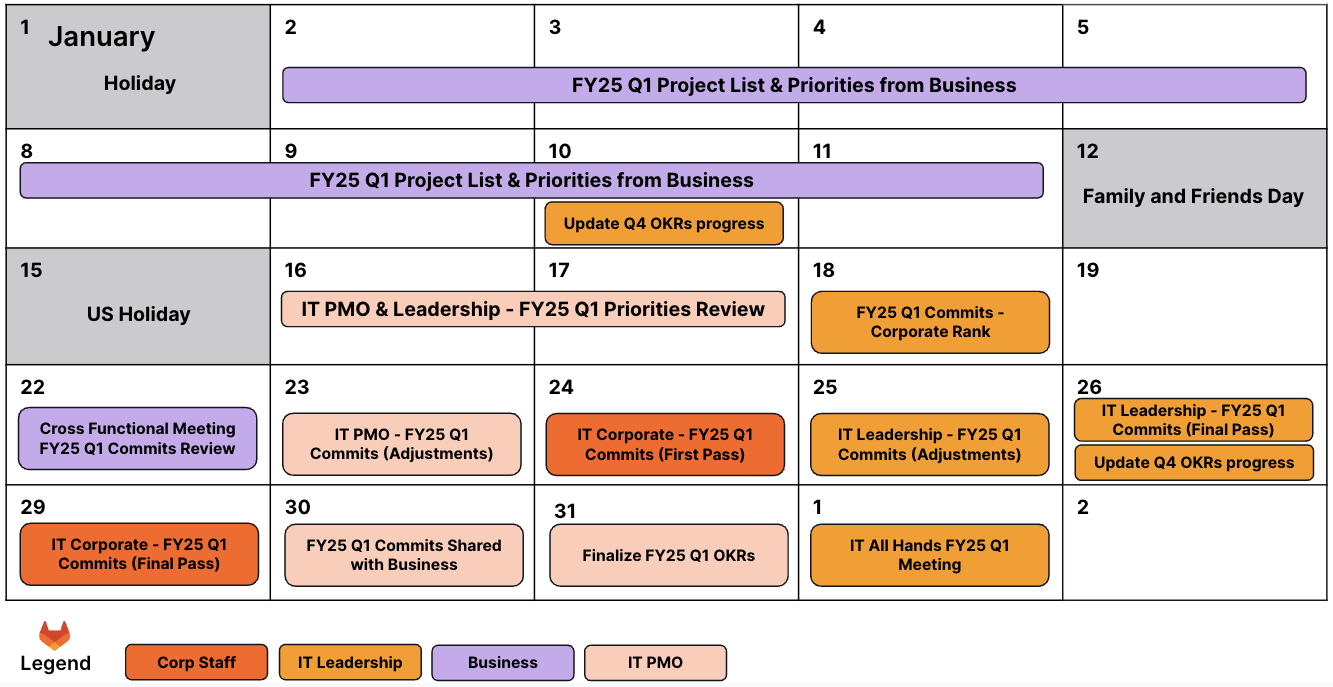 1 January
2
3
4
5
Holiday
FY25 Q1 Project List & Priorities from Business
8
9
10
11
12
FY25 Q1 Project List & Priorities from Business
Family and Friends Day
Update Q4 OKRs progress
15
16
17
18
19
US Holiday
IT PMO & Leadership - FY25 Q1 Priorities Review
FY25 Q1 Commits -
Corporate Rank
22
23
24
25
26
Cross Functional Meeting
FY25 Q1 Commits Review
IT PMO - FY25 Q1
Commits (Adjustments)
IT Corporate - FY25 Q1
Commits (First Pass)
IT Leadership - FY25 Q1
Commits (Adjustments)
IT Leadership - FY25 Q1
Commits (Final Pass)
Update Q4 OKRs progress
29
30
31
1
2
IT Corporate - FY25 Q1
Commits (Final Pass)
FY25 Q1 Commits Shared
with Business
Finalize FY25 Q1 OKRs
IT All Hands FY25 Q1
Meeting
Legend
Corp Staff
IT Leadership
Business
IT PMO